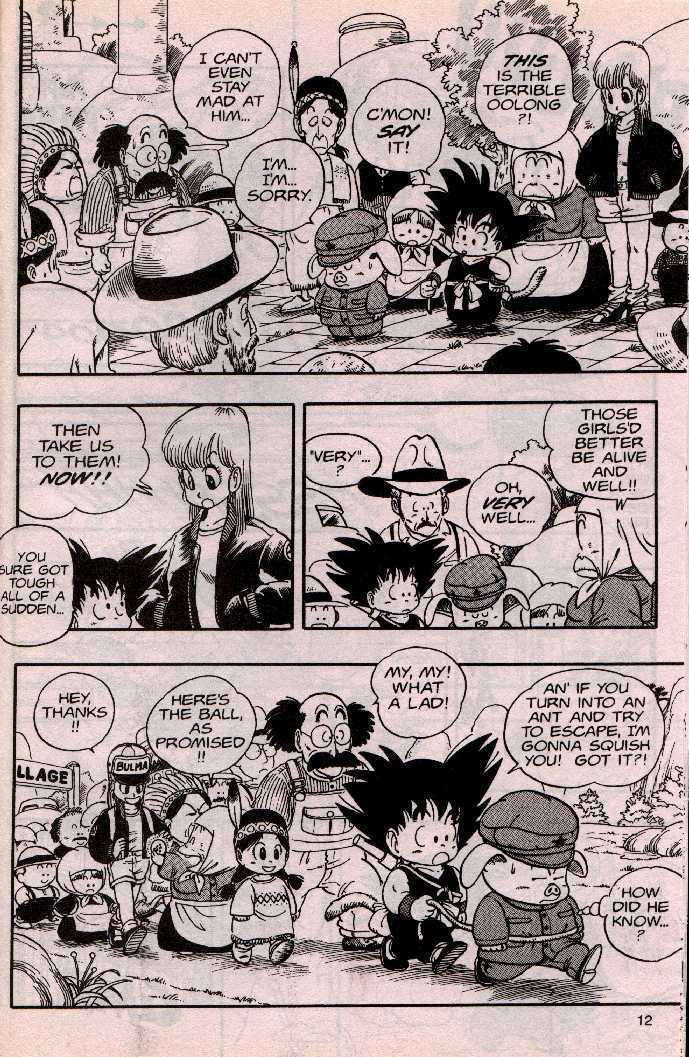 I CAN'T
EVEN
STAY
MAD AT
HIM...
I'M...
I'M...
SORRY.
C'MON!
SAY
IT!
THIS
IS THE
TERRIBLE
OOLONG
?!
THEN
TAKE US
TO THEM!
NOW!!
YOU
SURE GOT
TOUGH
ALL OF A
SUDDEN...
"VERY"...
?
OH,
VERY
WELL...
THOSE
GIRLS'D
BETTER
BE ALIVE
AND
WELL!!
HEY,
THANKS
!!
HERE'S
THE BALL,
AS
PROMISED
!!
MY, MY!
WHAT
A LAD!
AN' IF YOU
TURN INTO AN
ANT AND TRY
TO ESCAPE, I'M
GONNA SQUISH
YOU! GOT IT?!
LLAGE
BULMA
HOW
DID HE
KNOW...
?
12